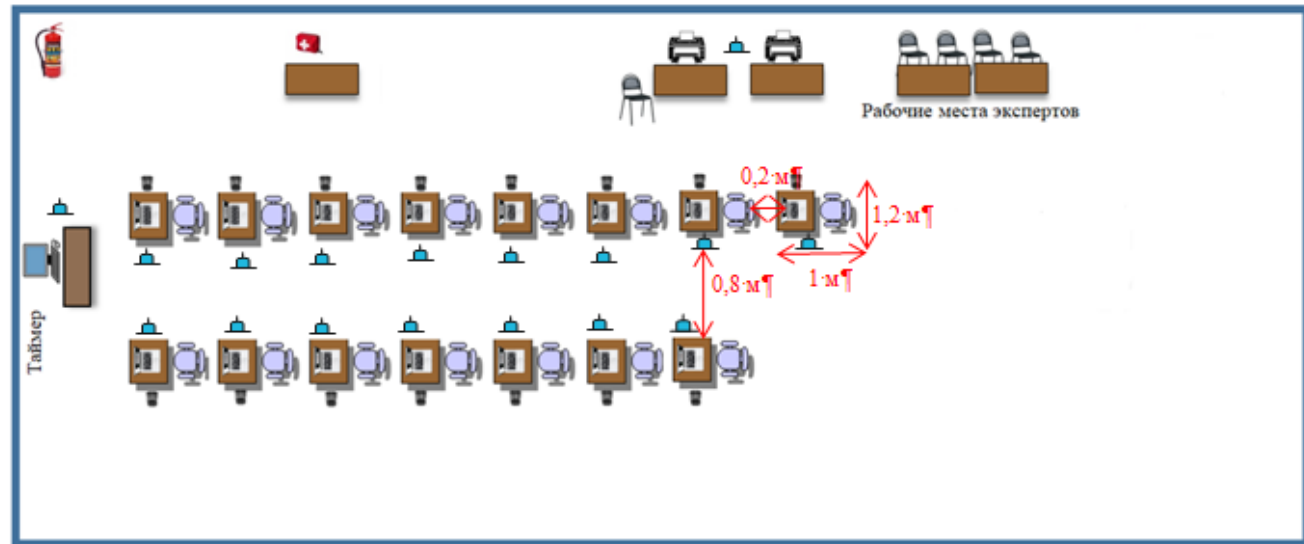 Рабочие места экспертов
0,2·м¶
1,2·м¶
0,8·м¶
1·м¶
Таймер